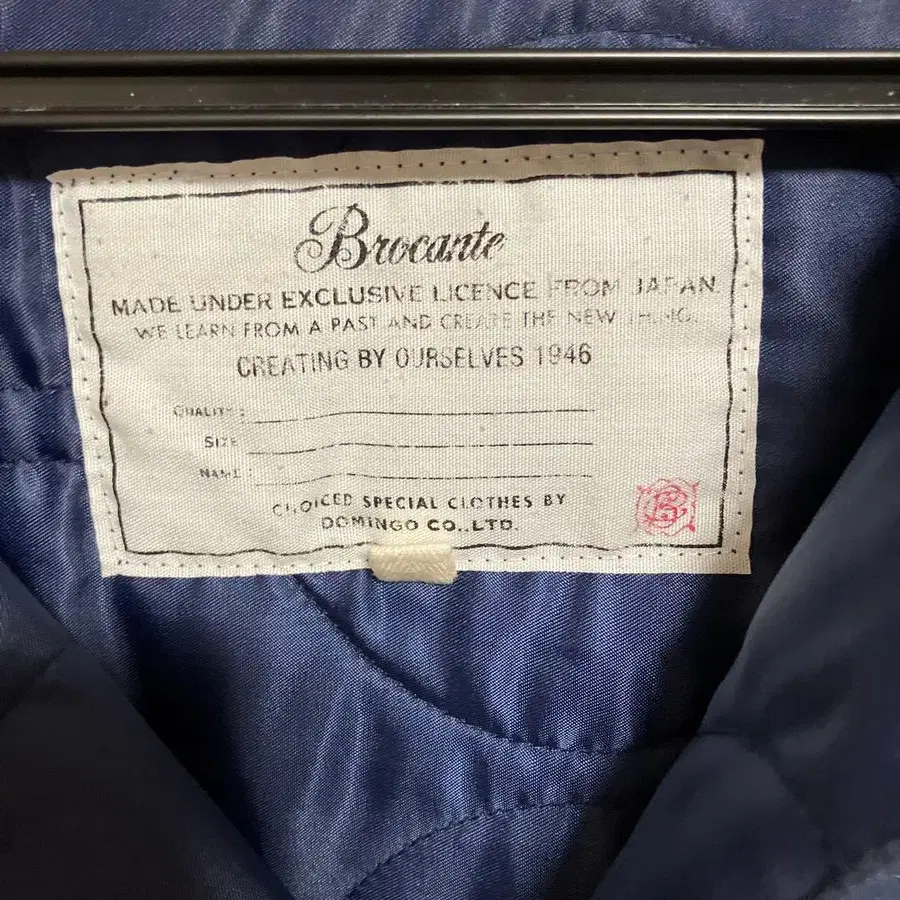 Brocante
MADE UNDER EXCLUSIVE LICENCE FROM JAPAN
WE LEARN FROM A PAST AND CREATE THE NEW
CREATING BY OURSELVES 1946
QUALITY :
SIZE
NAME :
CHOICED SPECIAL CLOTHES BY
DOMINGO CO.,LTD.